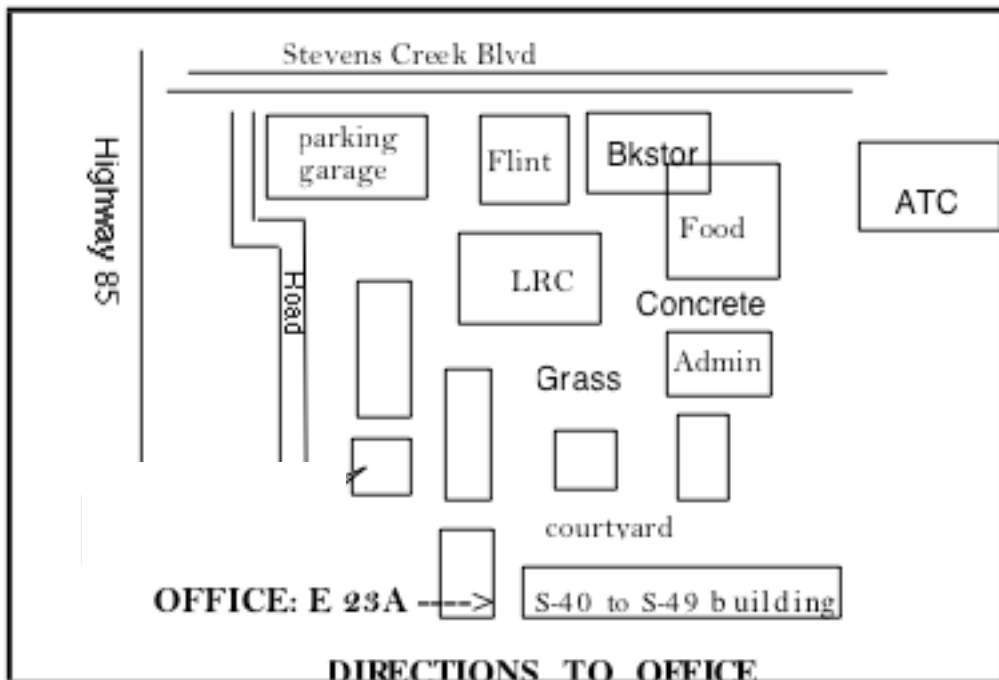 Stevens Creek Blvd
Highway 85
parking
garage
Flint
Bkstor
Food
ATC
LRC
Road
Concrete
Admin
Grass
courtyard
OFFICE: E 23A ---->
S-40 to S-49 building
DIRECTIONS TO OFFICE